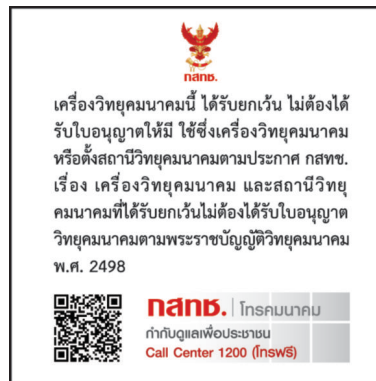 กสทช.
เครื่องวิทยุคมนาคมนี้ ได้รับยกเว้น ไม่ต้องได้
รับใบอนุญาตให้มี ใช้ซึ่งเครื่องวิทยุคมนาคม
หรือตั้งสถานีวิทยุคมนาคมตามประกาศ กสทช.
เรื่อง เครื่องวิทยุคมนาคม และสถานีวิทยุ
คมนาคมที่ได้รับยกเว้นไม่ต้องได้รับใบอนุญาต
วิทยุคมนาคมตามพระราชบัญญัติวิทยุคมนาคม
พ.ศ. 2498
กสทช. | โทรคมนาคม
กำกับดูแลเพื่อประชาชน
Call Center 1200 (โทรฟรี)